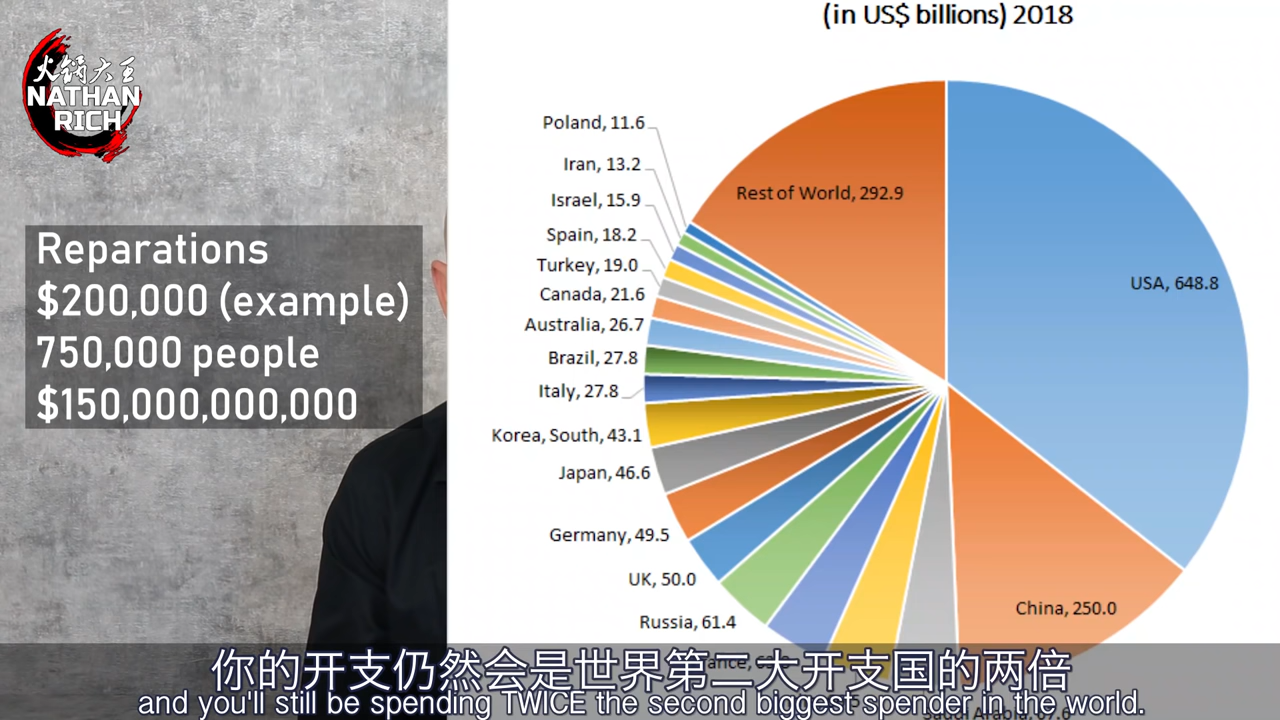 火锅大王
NATHAN
RICH
Reparations
$200,000 (example)
750,000 people
$150,000,000,000
(in US$ billions) 2018
Poland, 11.6
Iran, 13.2
Israel, 15.9
Spain, 18.2
Turkey, 19.0
Canada, 21.6
Australia, 26.7
Brazil, 27.8
Italy, 27.8
Korea, South, 43.1
Japan, 46.6
Germany, 49.5
UK, 50.0
Russia, 61.4
Rest of World, 292.9
USA, 648.8
China, 250.0
你的开支仍然会是世界第二大开支国的两倍
and you'll still be spending TWICE the second biggest spender in the world.